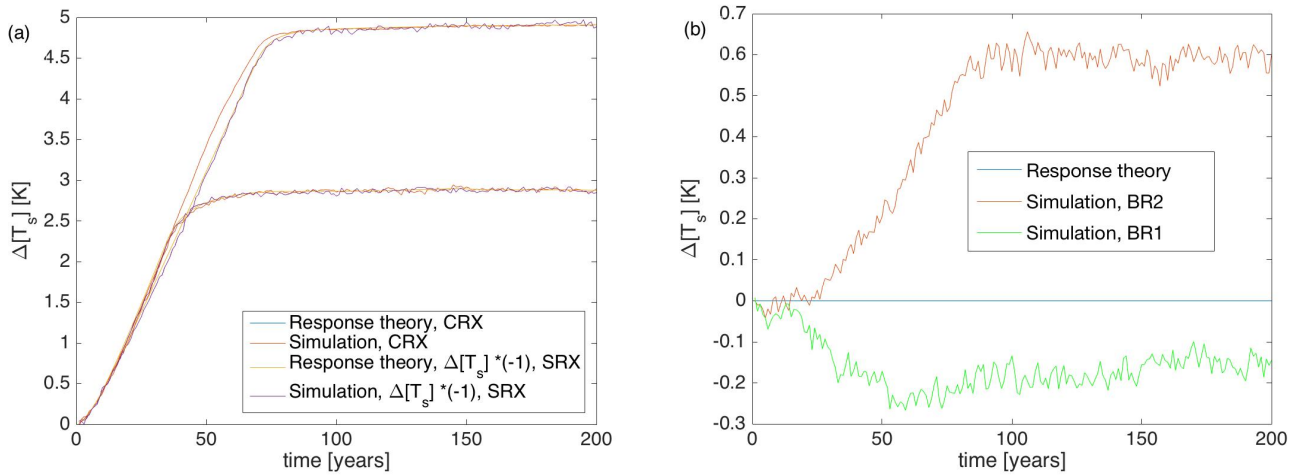 (a)
5
4.5
4
3.5
3
2.5
2
1.5
1
0.5
0
Δ[T_s] [K]
Response theory, CRX
Simulation, CRX
Response theory, Δ[T_s] *(-1), SRX
Simulation, Δ[T_s] *(-1), SRX
0 50 100 150 200
time [years]
(b)
0.7
0.6
0.5
0.4
0.3
0.2
0.1
0
-0.1
-0.2
-0.3
Δ[T_s] [K]
Response theory
Simulation, BR2
Simulation, BR1
0 50 100 150 200
time [years]